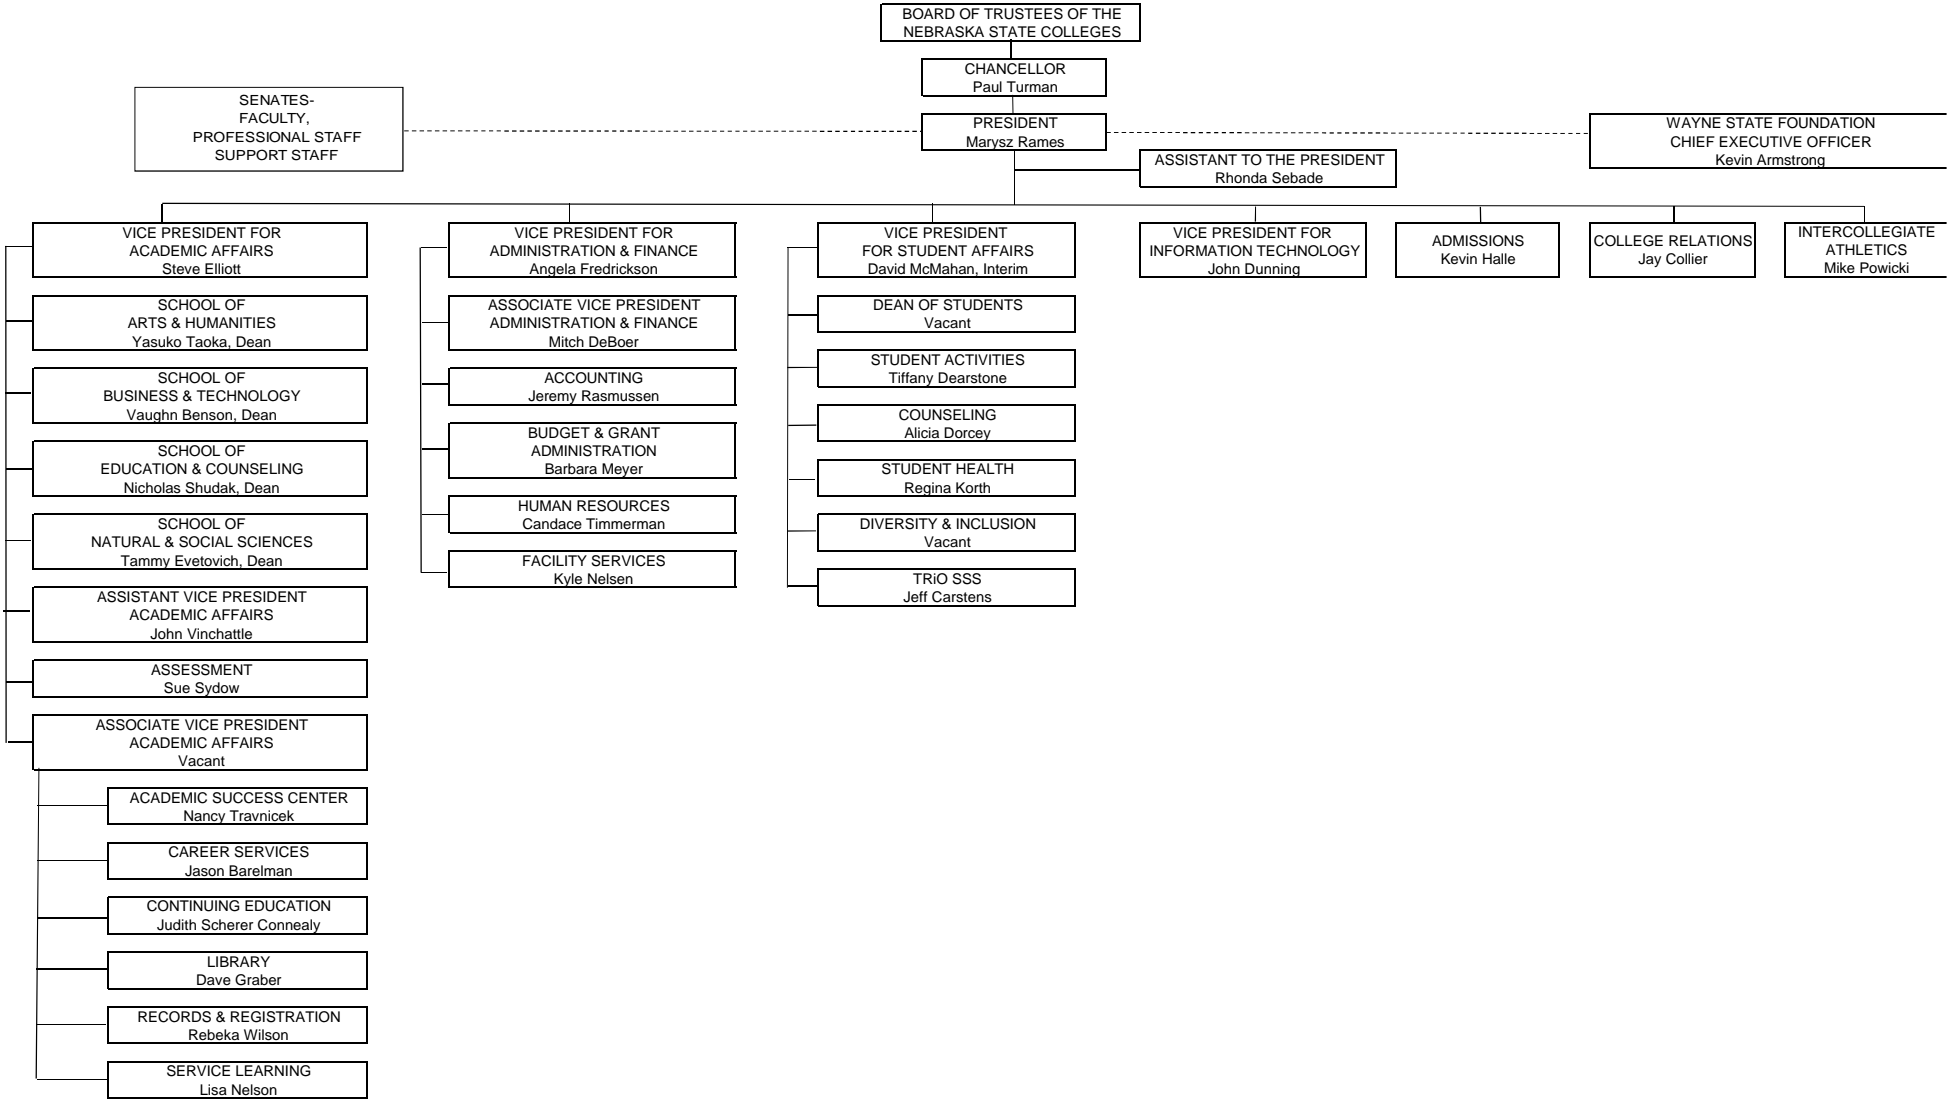 BOARD OF TRUSTEES OF THE
NEBRASKA STATE COLLEGES
CHANCELLOR
Paul Turman
SENATES-
FACULTY,
PROFESSIONAL STAFF
SUPPORT STAFF
PRESIDENT
Marysz Rames
WAYNE STATE FOUNDATION
CHIEF EXECUTIVE OFFICER
Kevin Armstrong
ASSISTANT TO THE PRESIDENT
Rhonda Sebade
VICE PRESIDENT FOR
ACADEMIC AFFAIRS
Steve Elliott
SCHOOL OF
ARTS & HUMANITIES
Yasuko Taoka, Dean
SCHOOL OF
BUSINESS & TECHNOLOGY
Vaughn Benson, Dean
SCHOOL OF
EDUCATION & COUNSELING
Nicholas Shudak, Dean
SCHOOL OF
NATURAL & SOCIAL SCIENCES
Tammy Evetovich, Dean
ASSISTANT VICE PRESIDENT
ACADEMIC AFFAIRS
John Vinchattle
ASSESSMENT
Sue Sydow
ASSOCIATE VICE PRESIDENT
ACADEMIC AFFAIRS
Vacant
ACADEMIC SUCCESS CENTER
Nancy Travnicek
CAREER SERVICES
Jason Barelman
CONTINUING EDUCATION
Judith Scherer Connealy
LIBRARY
Dave Graber
RECORDS & REGISTRATION
Rebeka Wilson
SERVICE LEARNING
Lisa Nelson
VICE PRESIDENT FOR
ADMINISTRATION & FINANCE
Angela Fredrickson
ASSOCIATE VICE PRESIDENT
ADMINISTRATION & FINANCE
Mitch DeBoer
ACCOUNTING
Jeremy Rasmussen
BUDGET & GRANT
ADMINISTRATION
Barbara Meyer
HUMAN RESOURCES
Candace Timmerman
FACILITY SERVICES
Kyle Nelsen
VICE PRESIDENT
FOR STUDENT AFFAIRS
David McMahan, Interim
DEAN OF STUDENTS
Vacant
STUDENT ACTIVITIES
Tiffany Dearstone
COUNSELING
Alicia Dorcey
STUDENT HEALTH
Regina Korth
DIVERSITY & INCLUSION
Vacant
TRiO SSS
Jeff Carstens
VICE PRESIDENT FOR
INFORMATION TECHNOLOGY
John Dunning
ADMISSIONS
Kevin Halle
COLLEGE RELATIONS
Jay Collier
INTERCOLLEGIATE
ATHLETICS
Mike Powicki